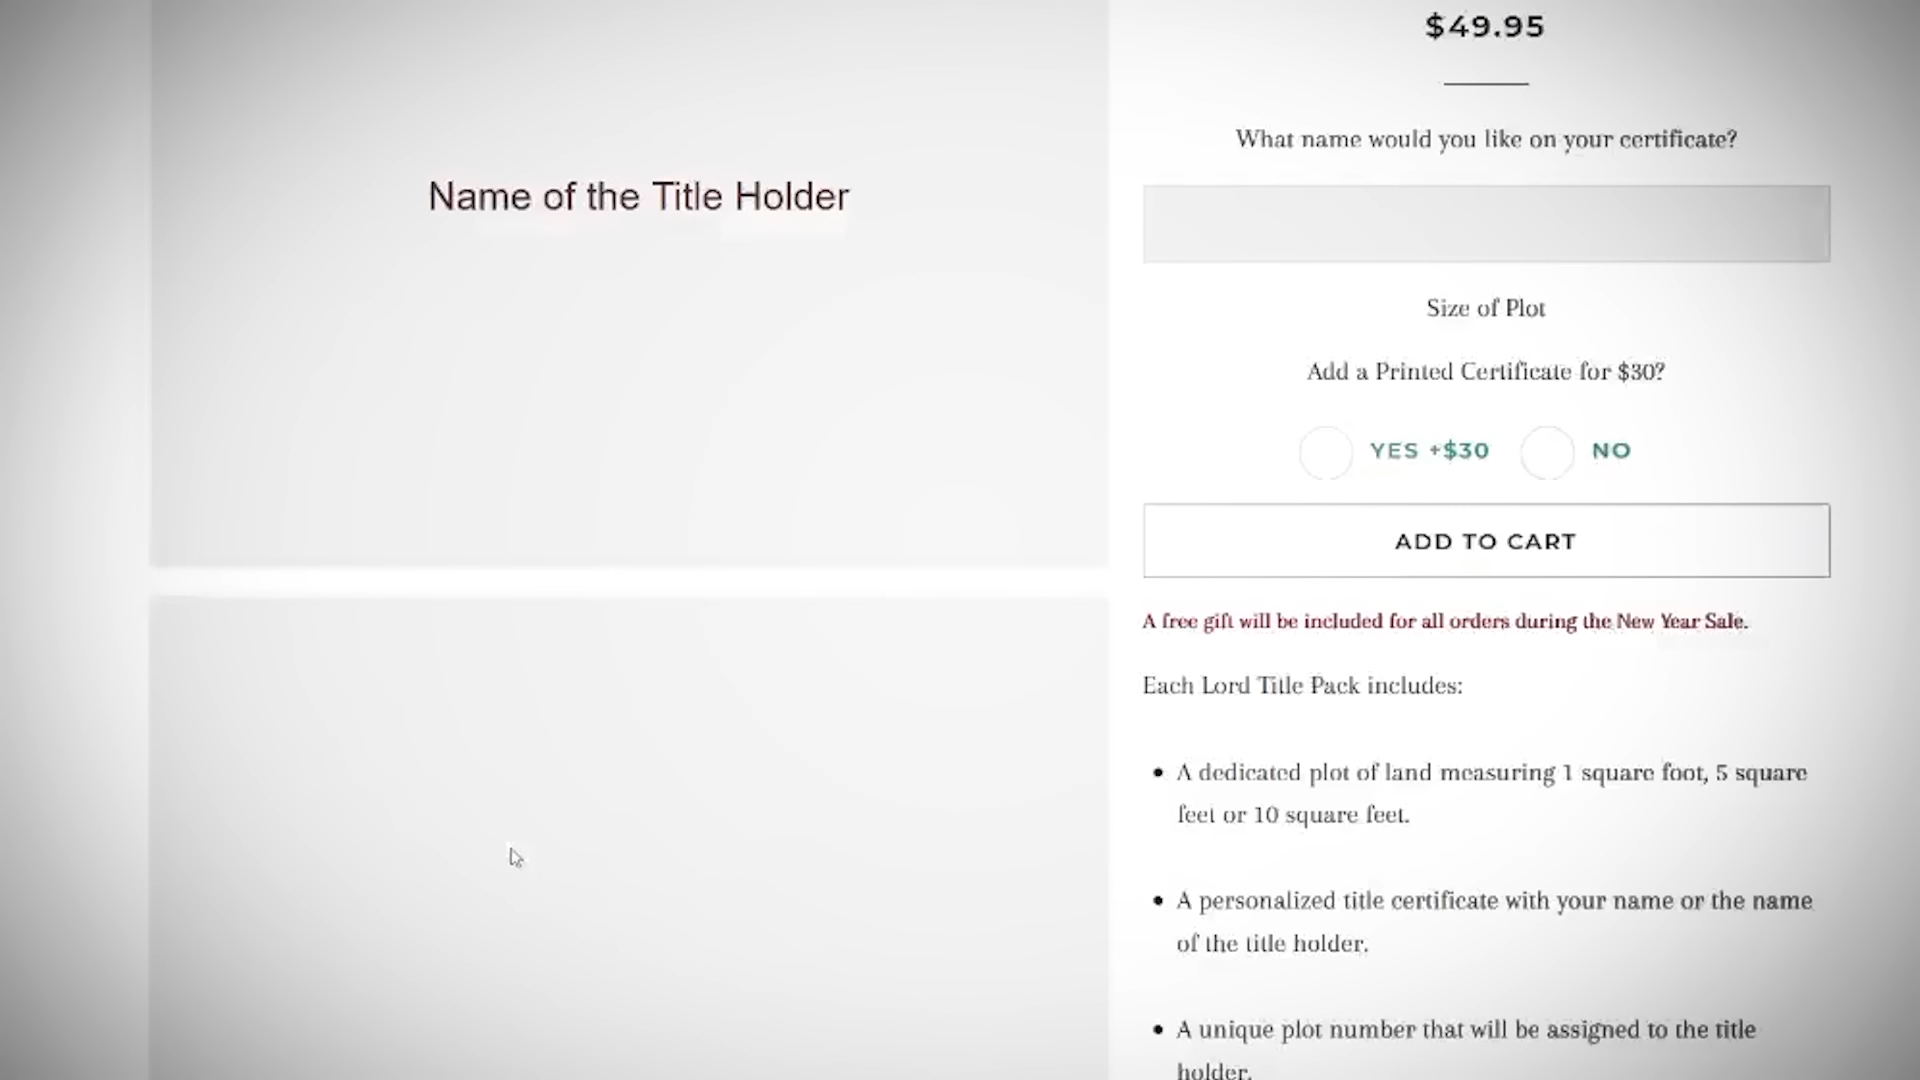 Name of the Title Holder
$49.95
What name would you like on your certificate?
Size of Plot
Add a Printed Certificate for $30?
YES +$30 NO
ADD TO CART
A free gift will be included for all orders during the New Year Sale.
Each Lord Title Pack includes:
• A dedicated plot of land measuring 1 square foot, 5 square
feet or 10 square feet.
• A personalized title certificate with your name or the name
of the title holder.
• A unique plot number that will be assigned to the title
holder.